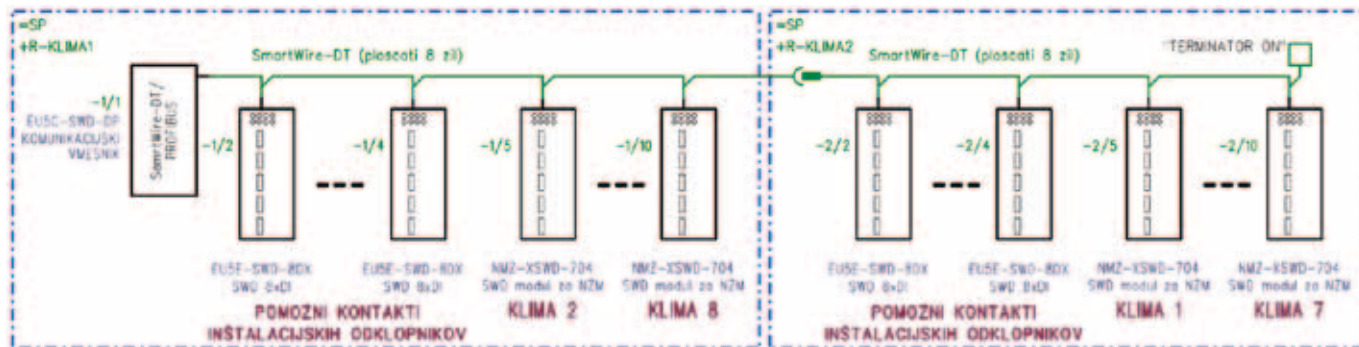 =SP
+R-KLIMA1
SmartWire-DT (ploscati 8 zil)
-1/1
EU5C-SWD-DP
KOMUNIKACIJSKI
VMESNIK
SmartWire-DT/
PROFIBUS
-1/2
-1/4
-1/5
-1/10
EU5E-SWD-8DX
SWD 8xDI
EU5E-SWD-8DX
SWD 8xDI
NMZ-XSWD-704
SWD modul za NZM
NMZ-XSWD-704
SWD modul za NZM
POMOŽNI KONTAKTI
INŠTALACIJSKIH ODKLOPNIKOV
KLIMA 2
KLIMA 8
=SP
+R-KLIMA2
SmartWire-DT (ploscati 8 zil)
"TERMINATOR ON"
-2/2
-2/4
-2/5
-2/10
EU5E-SWD-8DX
SWD 8xDI
EU5E-SWD-8DX
SWD 8xDI
NMZ-XSWD-704
SWD modul za NZM
NMZ-XSWD-704
SWD modul za NZM
POMOŽNI KONTAKTI
INŠTALACIJSKIH ODKLOPNIKOV
KLIMA 1
KLIMA 7